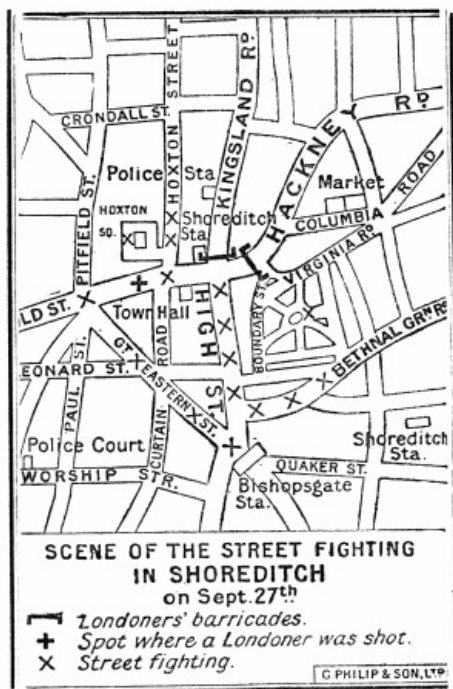 CRONDALL ST.
HOXTON STREET
KINGSLAND RD
HACKNEY RD
Police Sta
PITFIELD ST.
HOXTON SQ.
Shoreditch Sta.
Market
COLUMBIA ROAD
VIRGINIA RD
LD ST.
Town Hall
HIGH ST
BOUNDARY ST.
BETHNAL GRN RD
GT. EASTERN ST.
EONARD ST.
PAUL ST.
CURTAIN ROAD
Police Court
WORSHIP STR.
Shoreditch Sta.
QUAKER ST.
Bishopsgate Sta.
SCENE OF THE STREET FIGHTING
IN SHOREDITCH
on Sept. 27th
Londoners' barricades.
Spot where a Londoner was shot.
Street fighting.
G. PHILIP & SON, LTD